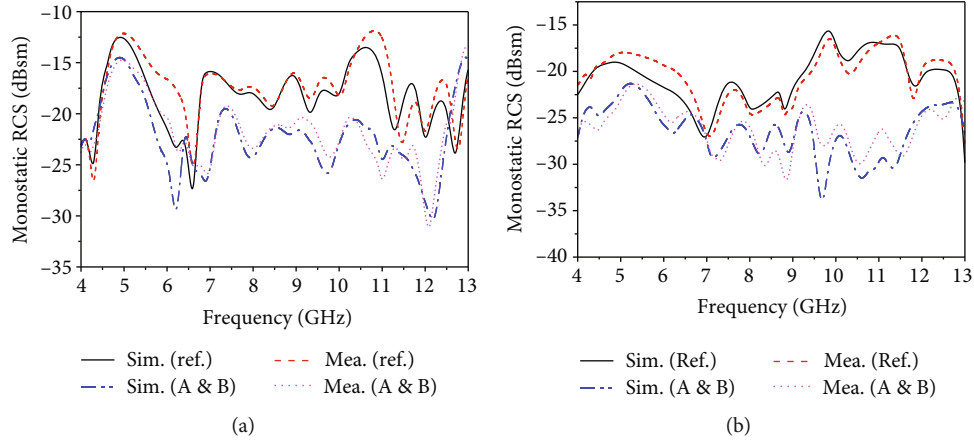 Monostatic RCS (dBsm)
−10
−15
−20
−25
−30
−35
4 5 6 7 8 9 10 11 12 13
Frequency (GHz)
Sim. (ref.) Mea. (ref.)
Sim. (A & B) Mea. (A & B)
(a)
Monostatic RCS (dBsm)
−15
−20
−25
−30
−35
−40
4 5 6 7 8 9 10 11 12 13
Frequency (GHz)
Sim. (Ref.) Mea. (Ref.)
Sim. (A & B) Mea. (A & B)
(b)